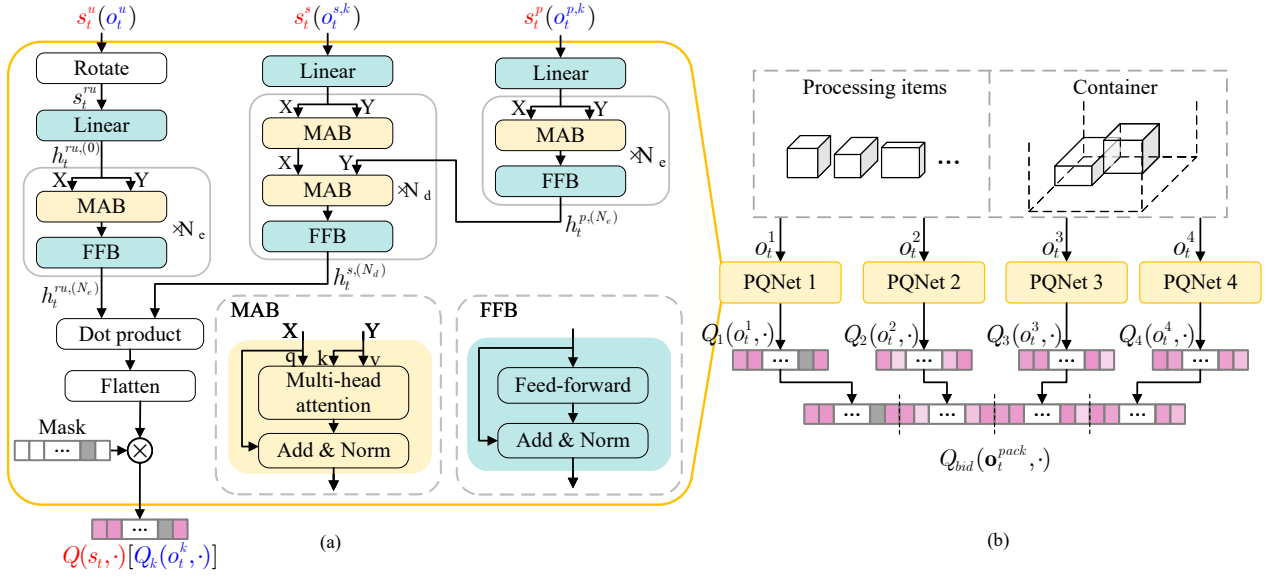 s_t^u(o_t^u)
s_t^s(o_t^{s,k})
s_t^p(o_t^{p,k})
Rotate
s_t^{ru}
Linear
h_t^{ru,(0)}
X Y
MAB
FFB
×N e
h_t^{ru,(N_e)}
Linear
X Y
MAB
X Y
MAB
×N d
FFB
h_t^{s,(N_d)}
Linear
X Y
MAB
×N e
FFB
h_t^{p,(N_e)}
Dot product
Flatten
Mask
...
×
...
Q(s_t,·)[Q_k(o_t^k,·)]
MAB
X Y
q k v
Multi-head
attention
Add & Norm
FFB
Feed-forward
Add & Norm
(a)
Processing items
...
Container
o_t^1 o_t^2 o_t^3 o_t^4
PQNet 1 PQNet 2 PQNet 3 PQNet 4
Q_1(o_t^1,·) Q_2(o_t^2,·) Q_3(o_t^3,·) Q_4(o_t^4,·)
... ... ... ...
... ... ... ...
Q_{bid}(𝐨_t^{pack},·)
(b)